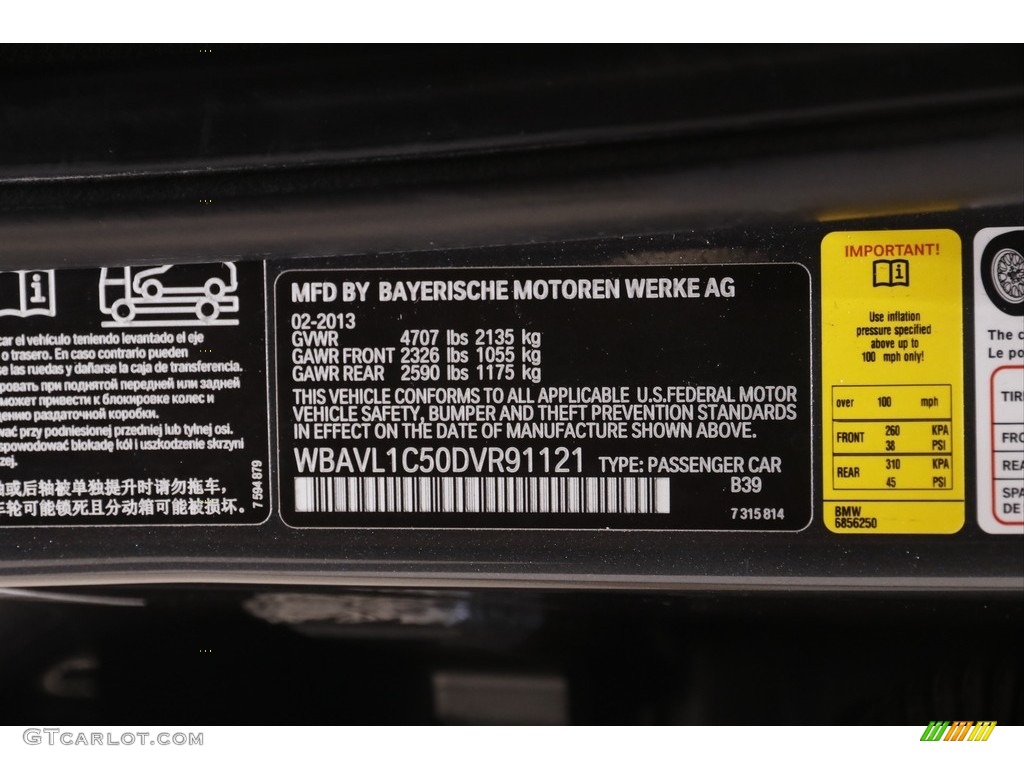 car el vehículo teniendo levantado el eje
o trasero. En caso contrario pueden
se las ruedas y dañarse la caja de transferencia.
ровать при поднятой передней или задней
может привести к блокировке колес и
дению раздаточной коробки.
wać przy podniesionej przedniej lub tylnej osi.
spowodować blokadę kół i uszkodzenie skrzyni
zej.
或后轴被单独提升时请勿拖车，
车轮可能锁死且分动箱可能被损坏。
7 594 879
MFD BY BAYERISCHE MOTOREN WERKE AG
02-2013
GVWR 4707 lbs 2135 kg
GAWR FRONT 2326 lbs 1055 kg
GAWR REAR 2590 lbs 1175 kg
THIS VEHICLE CONFORMS TO ALL APPLICABLE U.S.FEDERAL MOTOR
VEHICLE SAFETY, BUMPER AND THEFT PREVENTION STANDARDS
IN EFFECT ON THE DATE OF MANUFACTURE SHOWN ABOVE.
WBAVL1C50DVR91121 TYPE: PASSENGER CAR
B39
7 315 814
IMPORTANT!
Use inflation
pressure specified
above up to
100 mph only!
over 100 mph
FRONT 260 KPA
38 PSI
REAR 310 KPA
45 PSI
BMW
6856250
The
Le
DE
GTCARLOT.COM